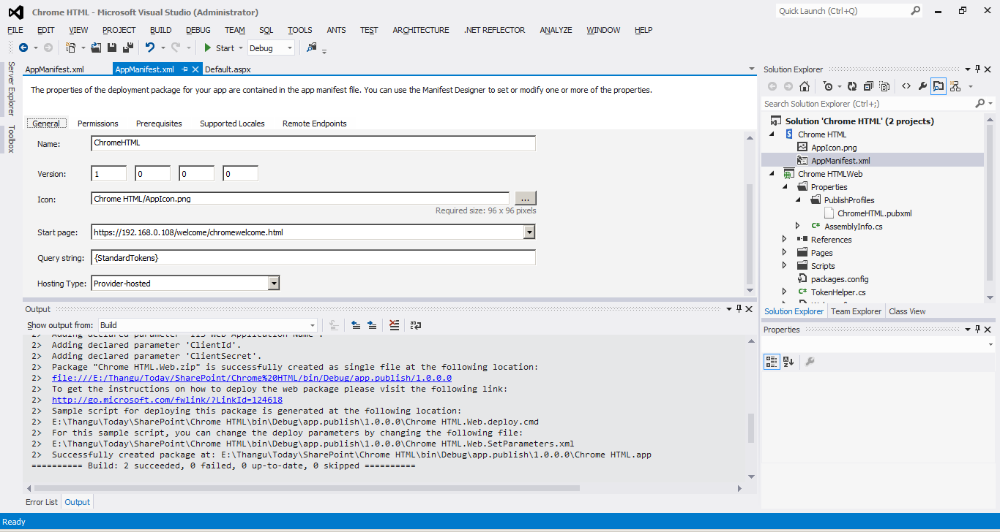 Chrome HTML - Microsoft Visual Studio (Administrator)
Quick Launch (Ctrl+Q)
FILE EDIT VIEW PROJECT BUILD DEBUG TEAM SQL TOOLS ANTS TEST ARCHITECTURE .NET REFLECTOR ANALYZE WINDOW HELP
Start Debug
Server Explorer
Toolbox
AppManifest.xml AppManifest.xml Default.aspx
The properties of the deployment package for your app are contained in the app manifest file. You can use the Manifest Designer to set or modify one or more of the properties.
General Permissions Prerequisites Supported Locales Remote Endpoints
Name: ChromeHTML
Version: 1 0 0 0
Icon: Chrome HTML/AppIcon.png ...
Required size: 96 x 96 pixels
Start page: https://192.168.0.108/welcome/chromewelcome.html
Query string: {StandardTokens}
Hosting Type: Provider-hosted
Output
Show output from: Build
2> Adding declared parameter 'IIS Web Application Name'.
2> Adding declared parameter 'ClientId'.
2> Adding declared parameter 'ClientSecret'.
2> Package "Chrome HTML.Web.zip" is successfully created as single file at the following location:
2> file:///E:/Thangu/Today/SharePoint/Chrome%20HTML/bin/Debug/app.publish/1.0.0.0
2> To get the instructions on how to deploy the web package please visit the following link:
2> http://go.microsoft.com/fwlink/?LinkId=124618
2> Sample script for deploying this package is generated at the following location:
2> E:\Thangu\Today\SharePoint\Chrome HTML\bin\Debug\app.publish\1.0.0.0\Chrome HTML.Web.deploy.cmd
2> For this sample script, you can change the deploy parameters by changing the following file:
2> E:\Thangu\Today\SharePoint\Chrome HTML\bin\Debug\app.publish\1.0.0.0\Chrome HTML.Web.SetParameters.xml
2> Successfully created package at: E:\Thangu\Today\SharePoint\Chrome HTML\bin\Debug\app.publish\1.0.0.0\Chrome HTML.app
========== Build: 2 succeeded, 0 failed, 0 up-to-date, 0 skipped ==========
Error List Output
Ready
Solution Explorer
Search Solution Explorer (Ctrl+;)
Solution 'Chrome HTML' (2 projects)
Chrome HTML
AppIcon.png
AppManifest.xml
Chrome HTMLWeb
Properties
PublishProfiles
ChromeHTML.pubxml
C# AssemblyInfo.cs
References
Pages
Scripts
packages.config
C# TokenHelper.cs
Solution Explorer Team Explorer Class View
Properties